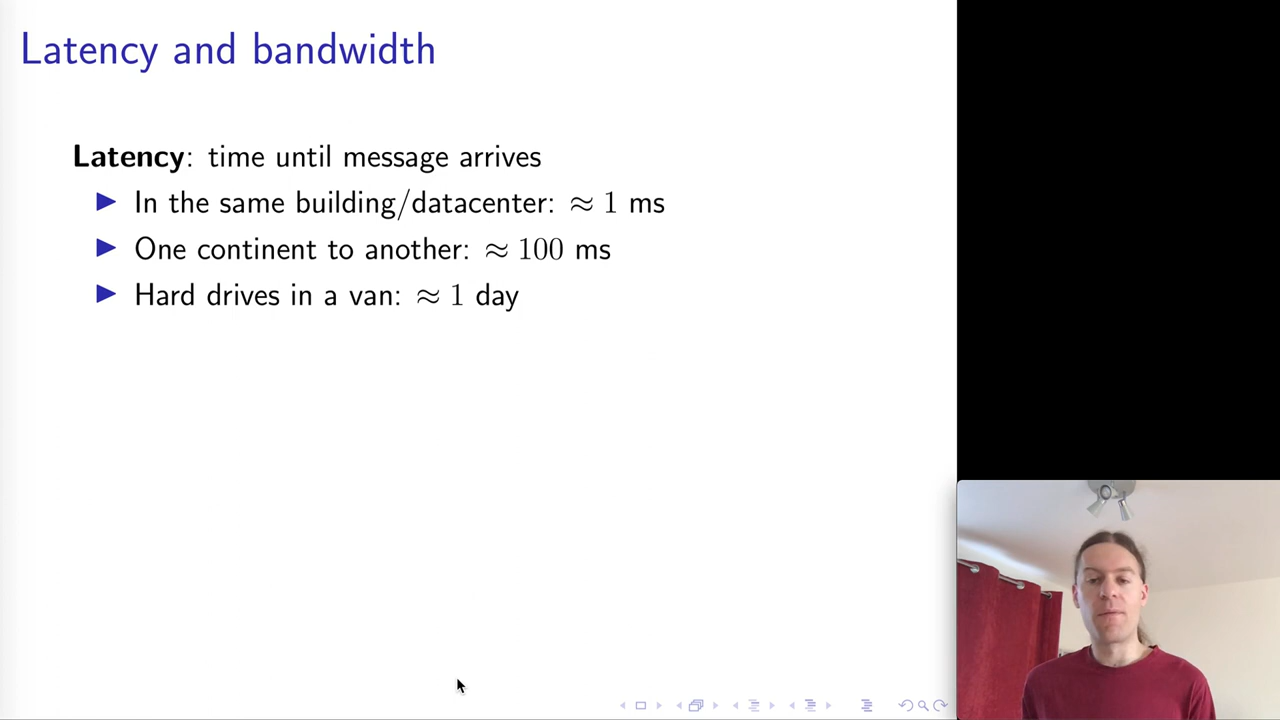 Latency and bandwidth
Latency: time until message arrives
▶ In the same building/datacenter: ≈ 1 ms
▶ One continent to another: ≈ 100 ms
▶ Hard drives in a van: ≈ 1 day